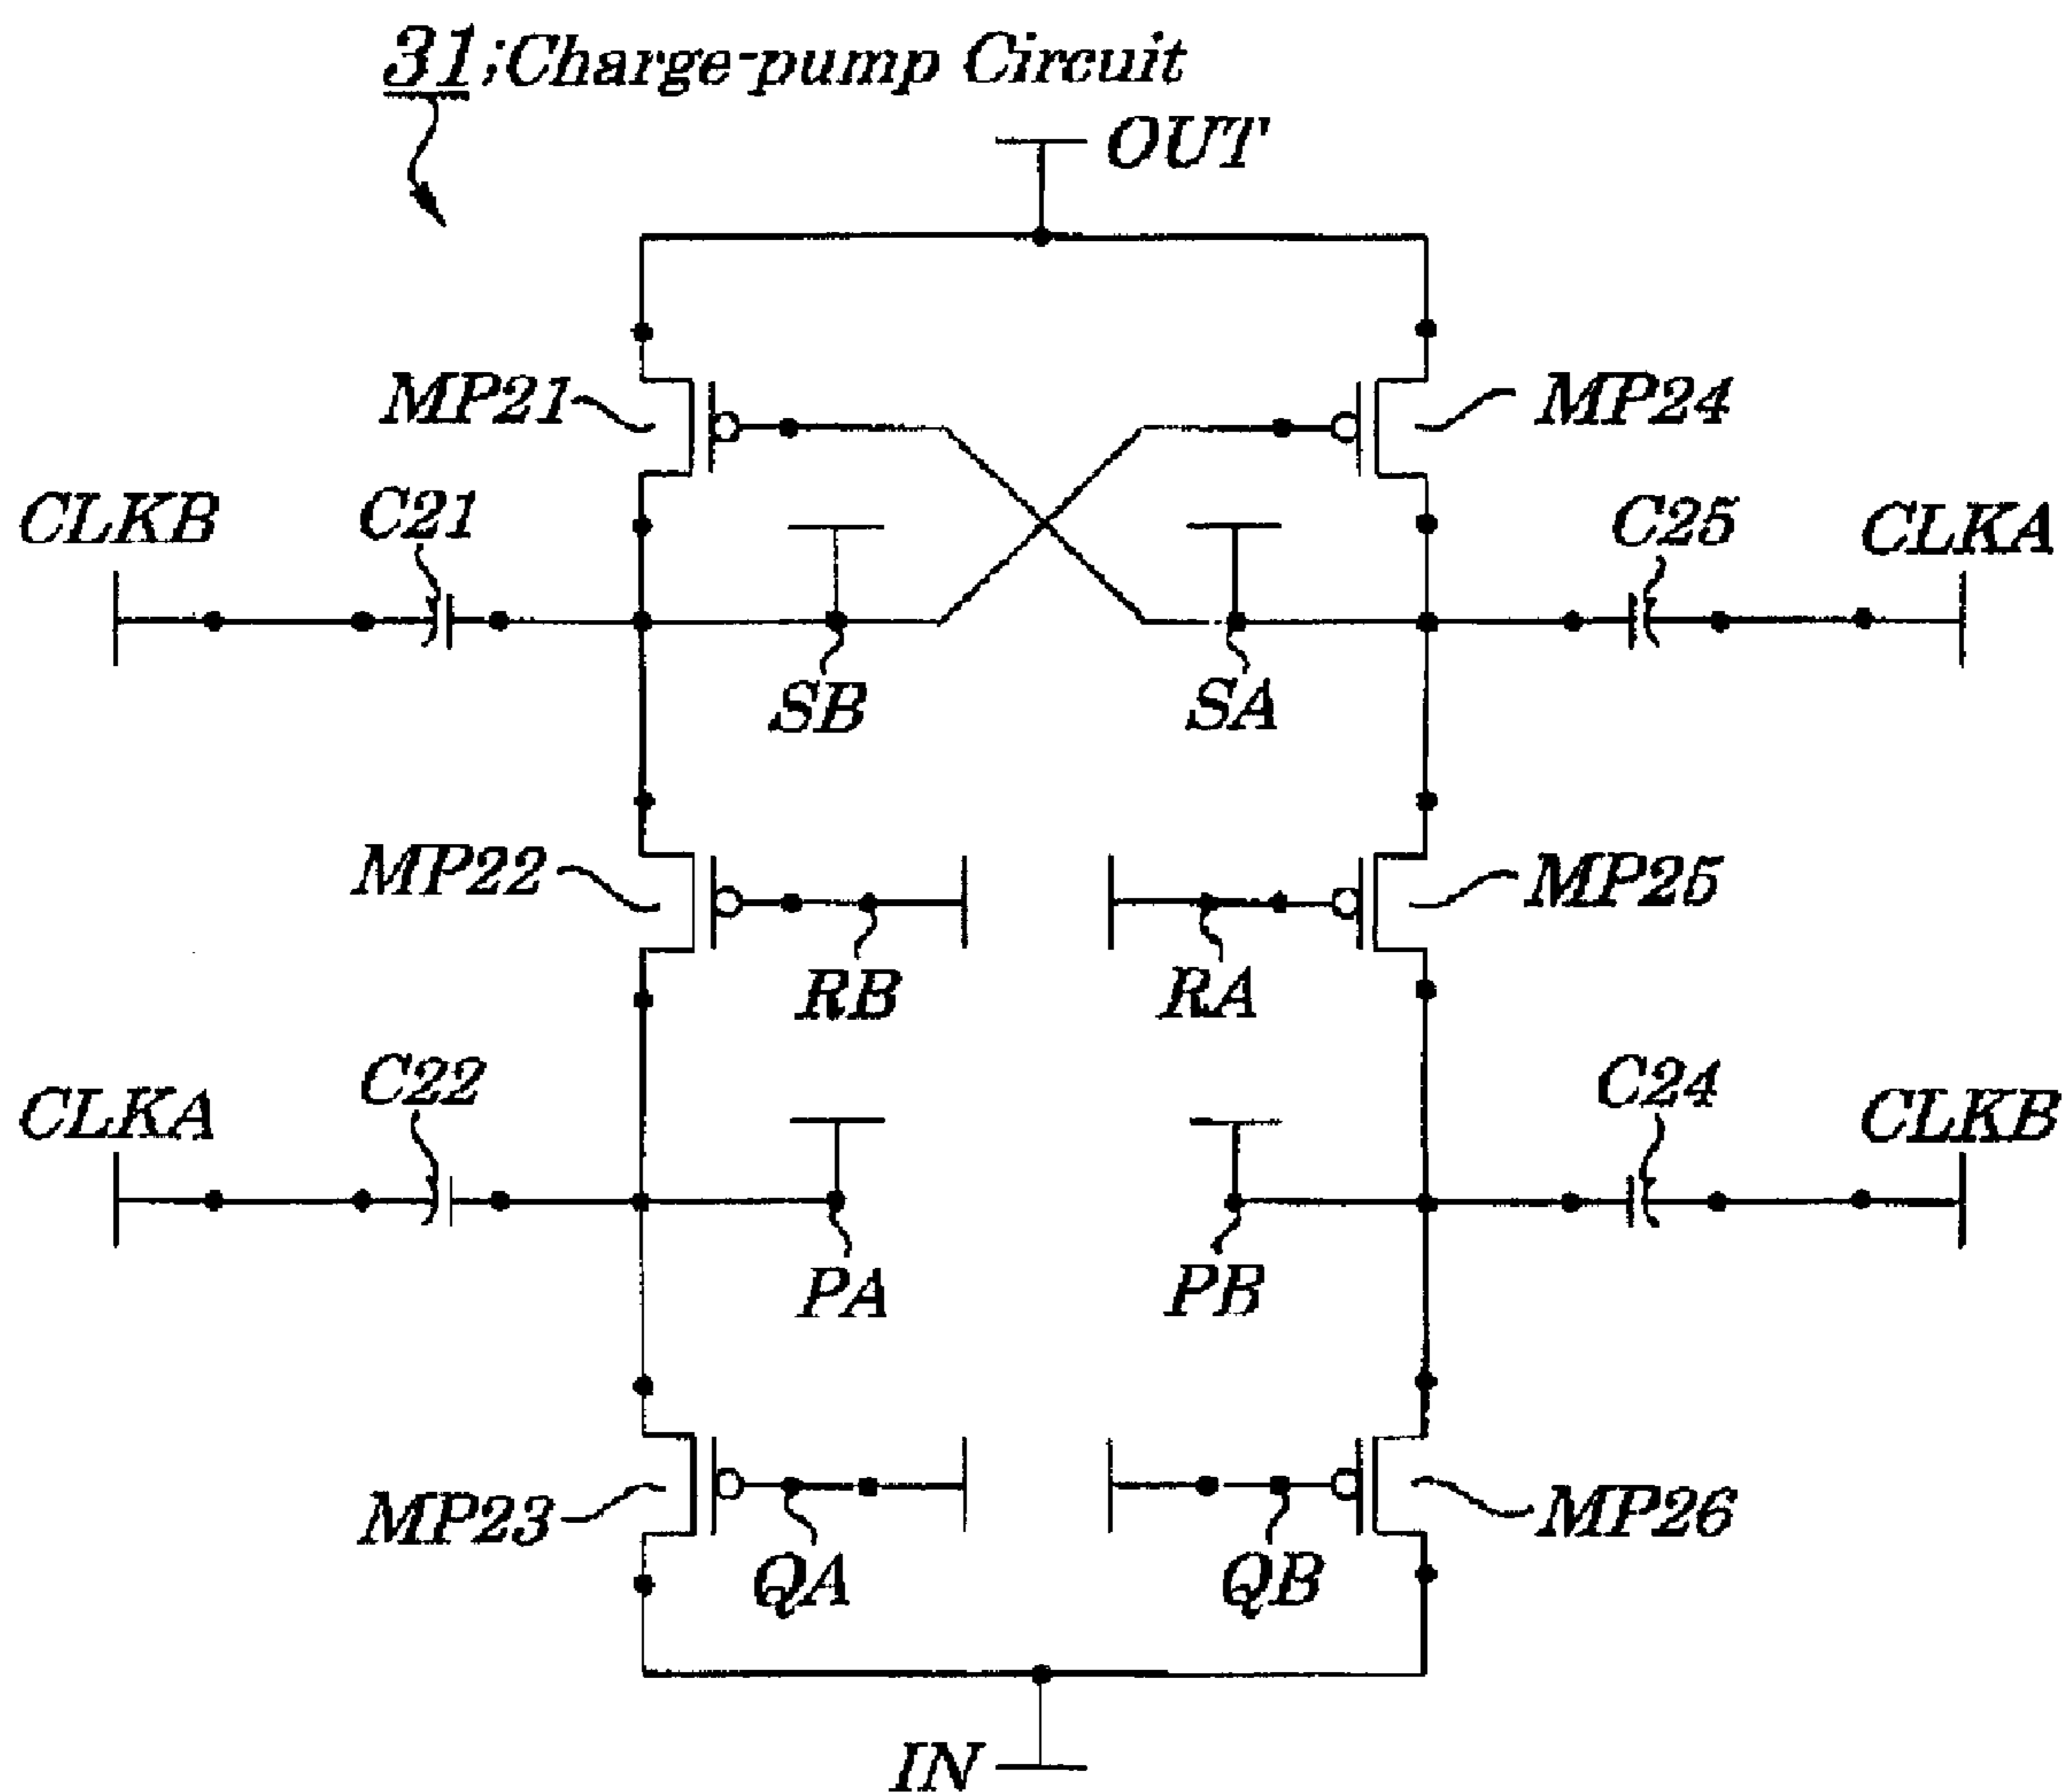 31;Charge-pump Circuit
OUT
MP21
MP24
CLKB
C21
C25
CLKA
SB
SA
MP22
MP25
RB
RA
CLKA
C22
C24
CLKB
PA
PB
MP23
MP26
QA
QB
IN